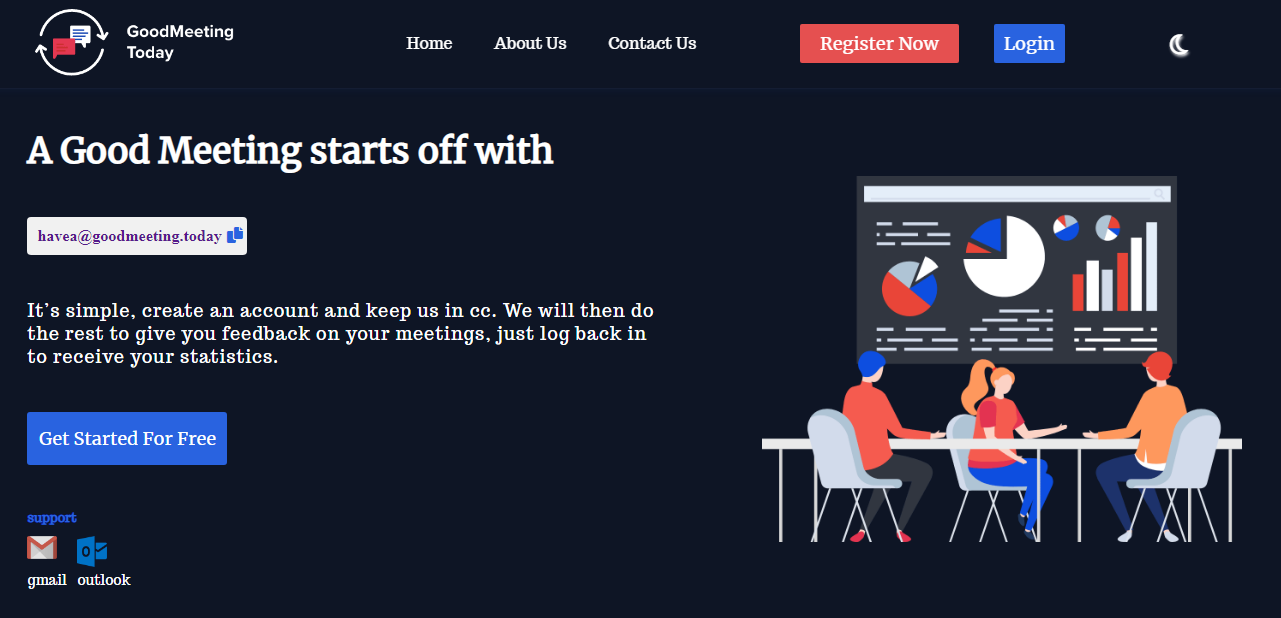 GoodMeeting
Today
Home
About Us
Contact Us
Register Now
Login
A Good Meeting starts off with
havea@goodmeeting.today
It’s simple, create an account and keep us in cc. We will then do
the rest to give you feedback on your meetings, just log back in
to receive your statistics.
Get Started For Free
support
gmail
outlook